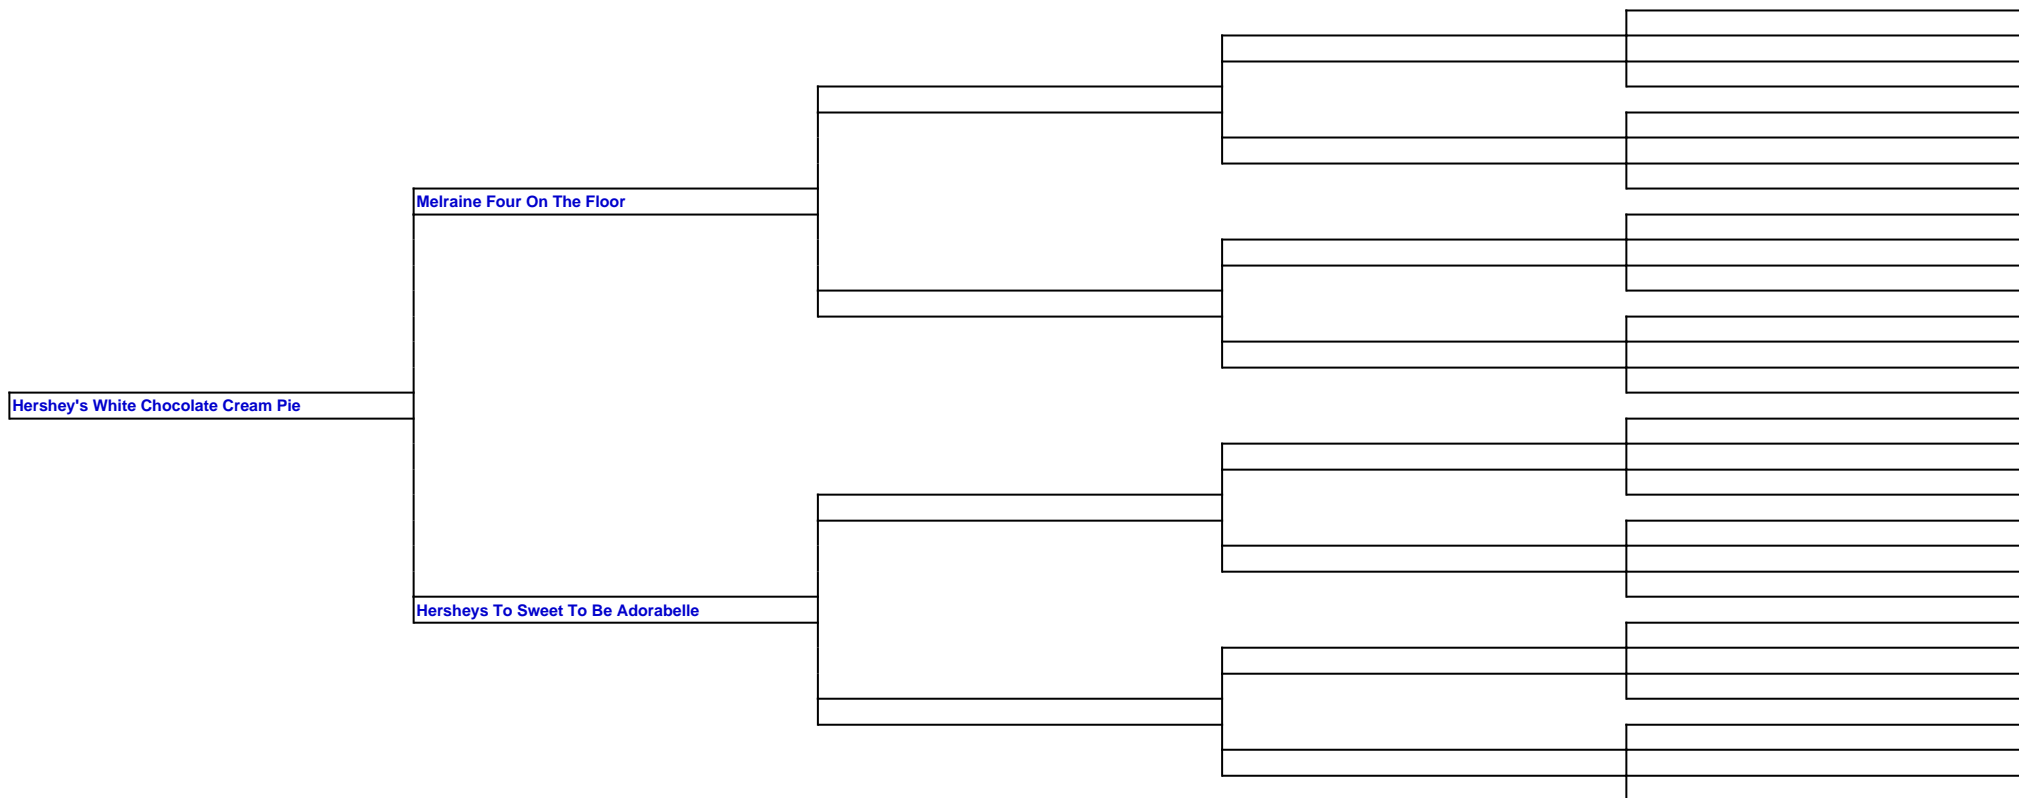 Melraine Four On The Floor
Hershey's White Chocolate Cream Pie
Hersheys To Sweet To Be Adorabelle